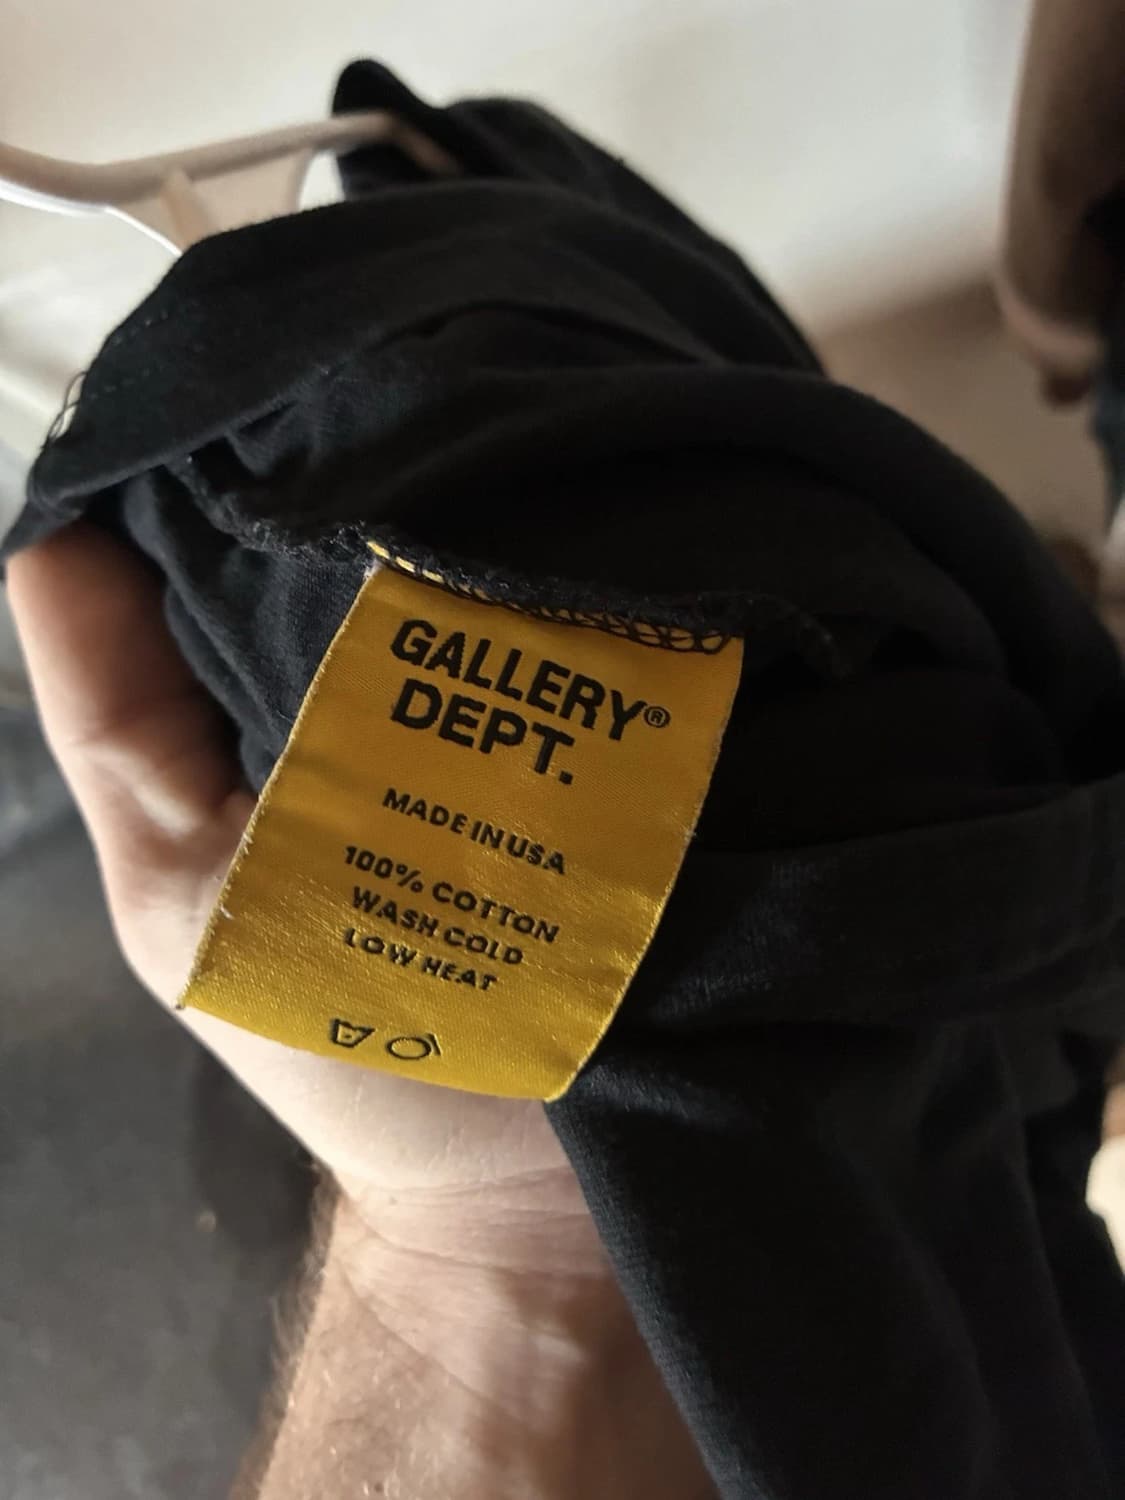 GALLERY®
DEPT.
MADE IN USA
100% COTTON
WASH COLD
LOW HEAT